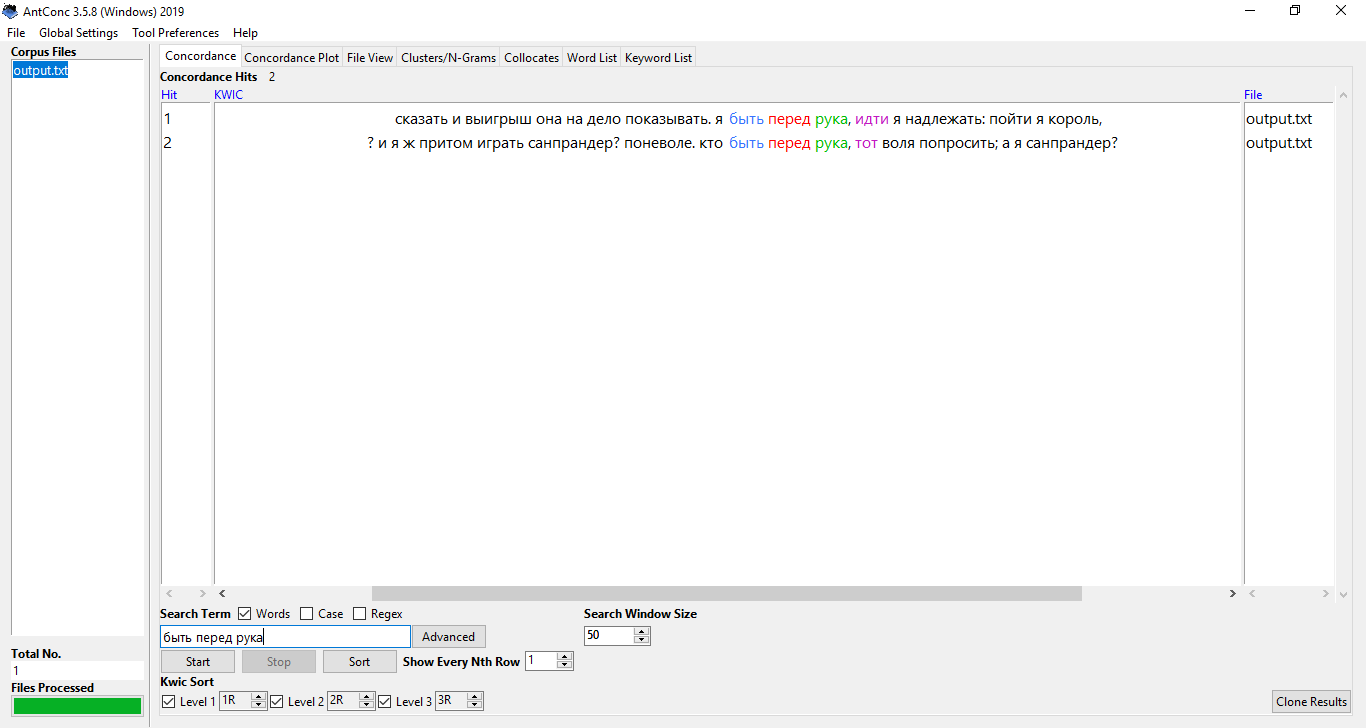 AntConc 3.5.8 (Windows) 2019
File Global Settings Tool Preferences Help
Corpus Files
output.txt
Concordance Concordance Plot File View Clusters/N-Grams Collocates Word List Keyword List
Concordance Hits 2
Hit KWIC File
1 сказать и выигрыш она на дело показывать. я быть перед рука, идти я надлежать: пойти я король, output.txt
2 ? и я ж притом играть санпрандер? поневоле. кто быть перед рука, тот воля попросить; а я санпрандер? output.txt
Search Term Words Case Regex Search Window Size
быть перед рука Advanced 50
Start Stop Sort Show Every Nth Row 1
Kwic Sort
Level 1 1R Level 2 2R Level 3 3R Clone Results
Total No.
1
Files Processed